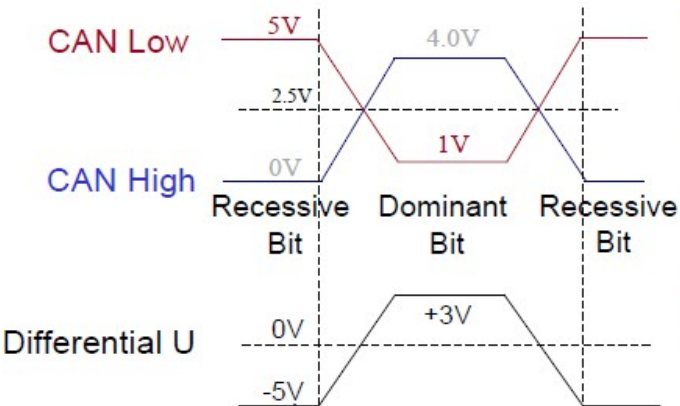 CAN Low
5V
4.0V
2.5V
1V
CAN High
0V
Recessive Bit
Dominant Bit
Recessive Bit
Differential U
0V
+3V
-5V